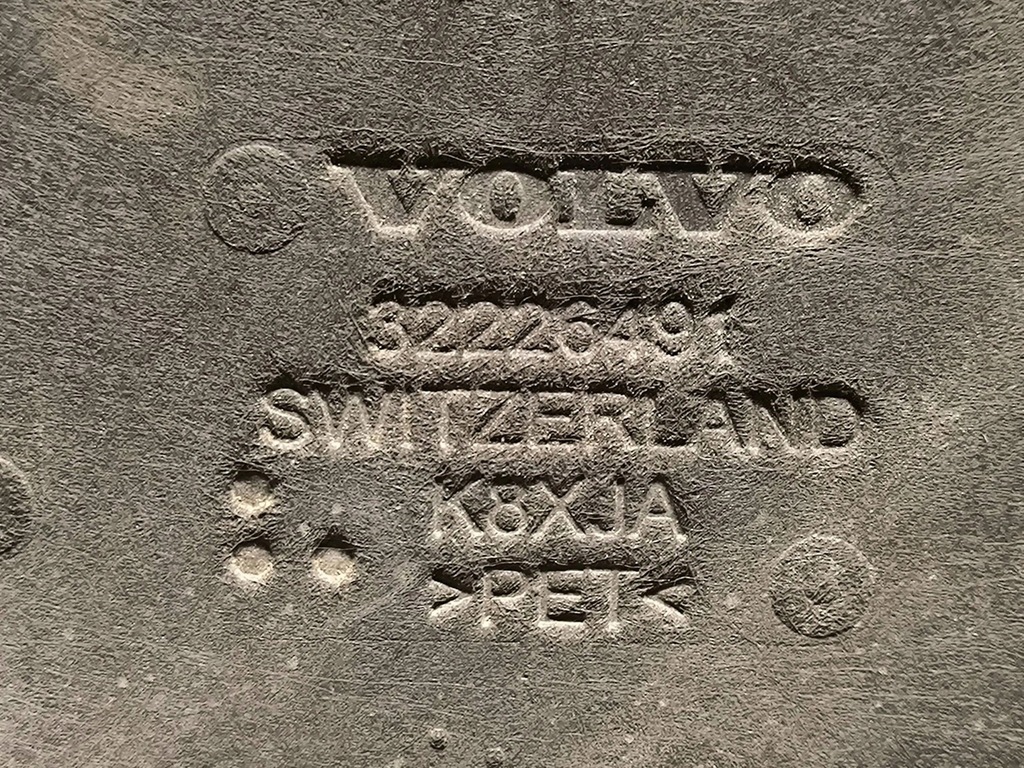 VOLVO
32226491
SWITZERLAND
K8XJA
>PET<